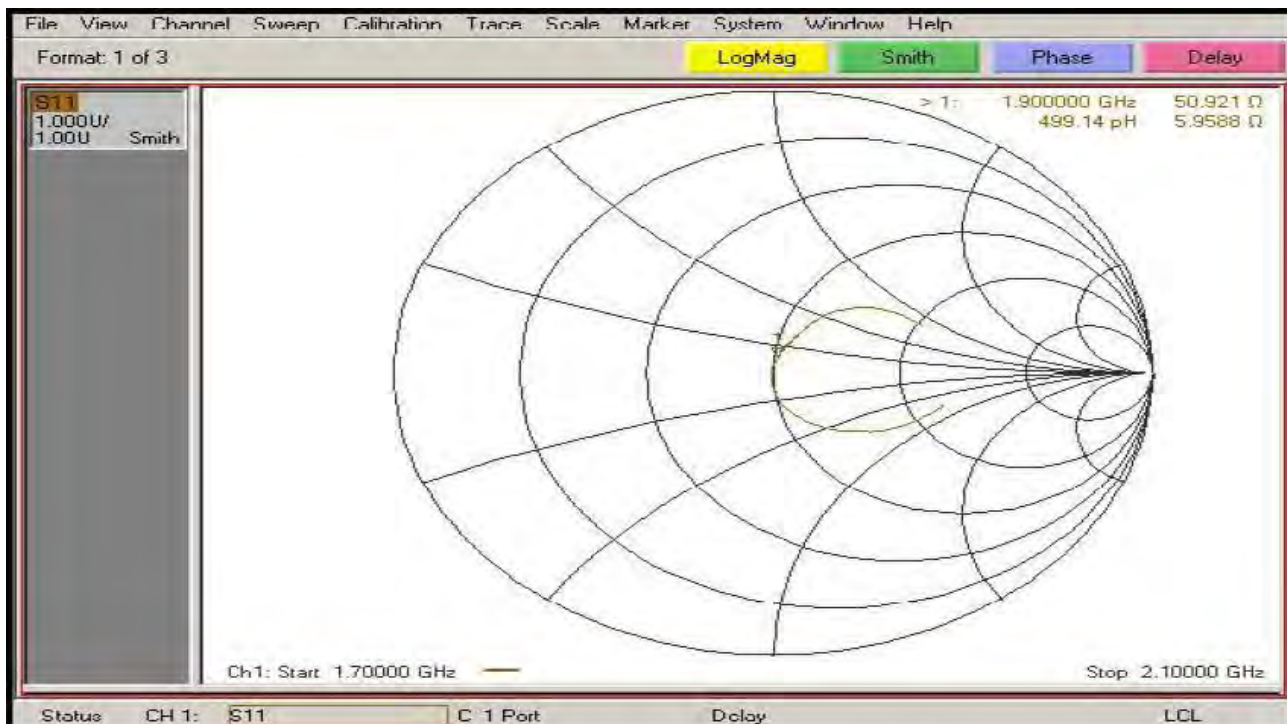 File View Channel Sweep Calibration Trace Scale Marker System Window Help
Format: 1 of 3 LogMag Smith Phase Delay
S11
1.000U/
1.00U Smith
> 1: 1.900000 GHz 50.921 Ω
499.14 pH 5.9588 Ω
1
Ch1: Start 1.70000 GHz Stop 2.10000 GHz
Status CH 1: S11 C 1 Port Delay LCL